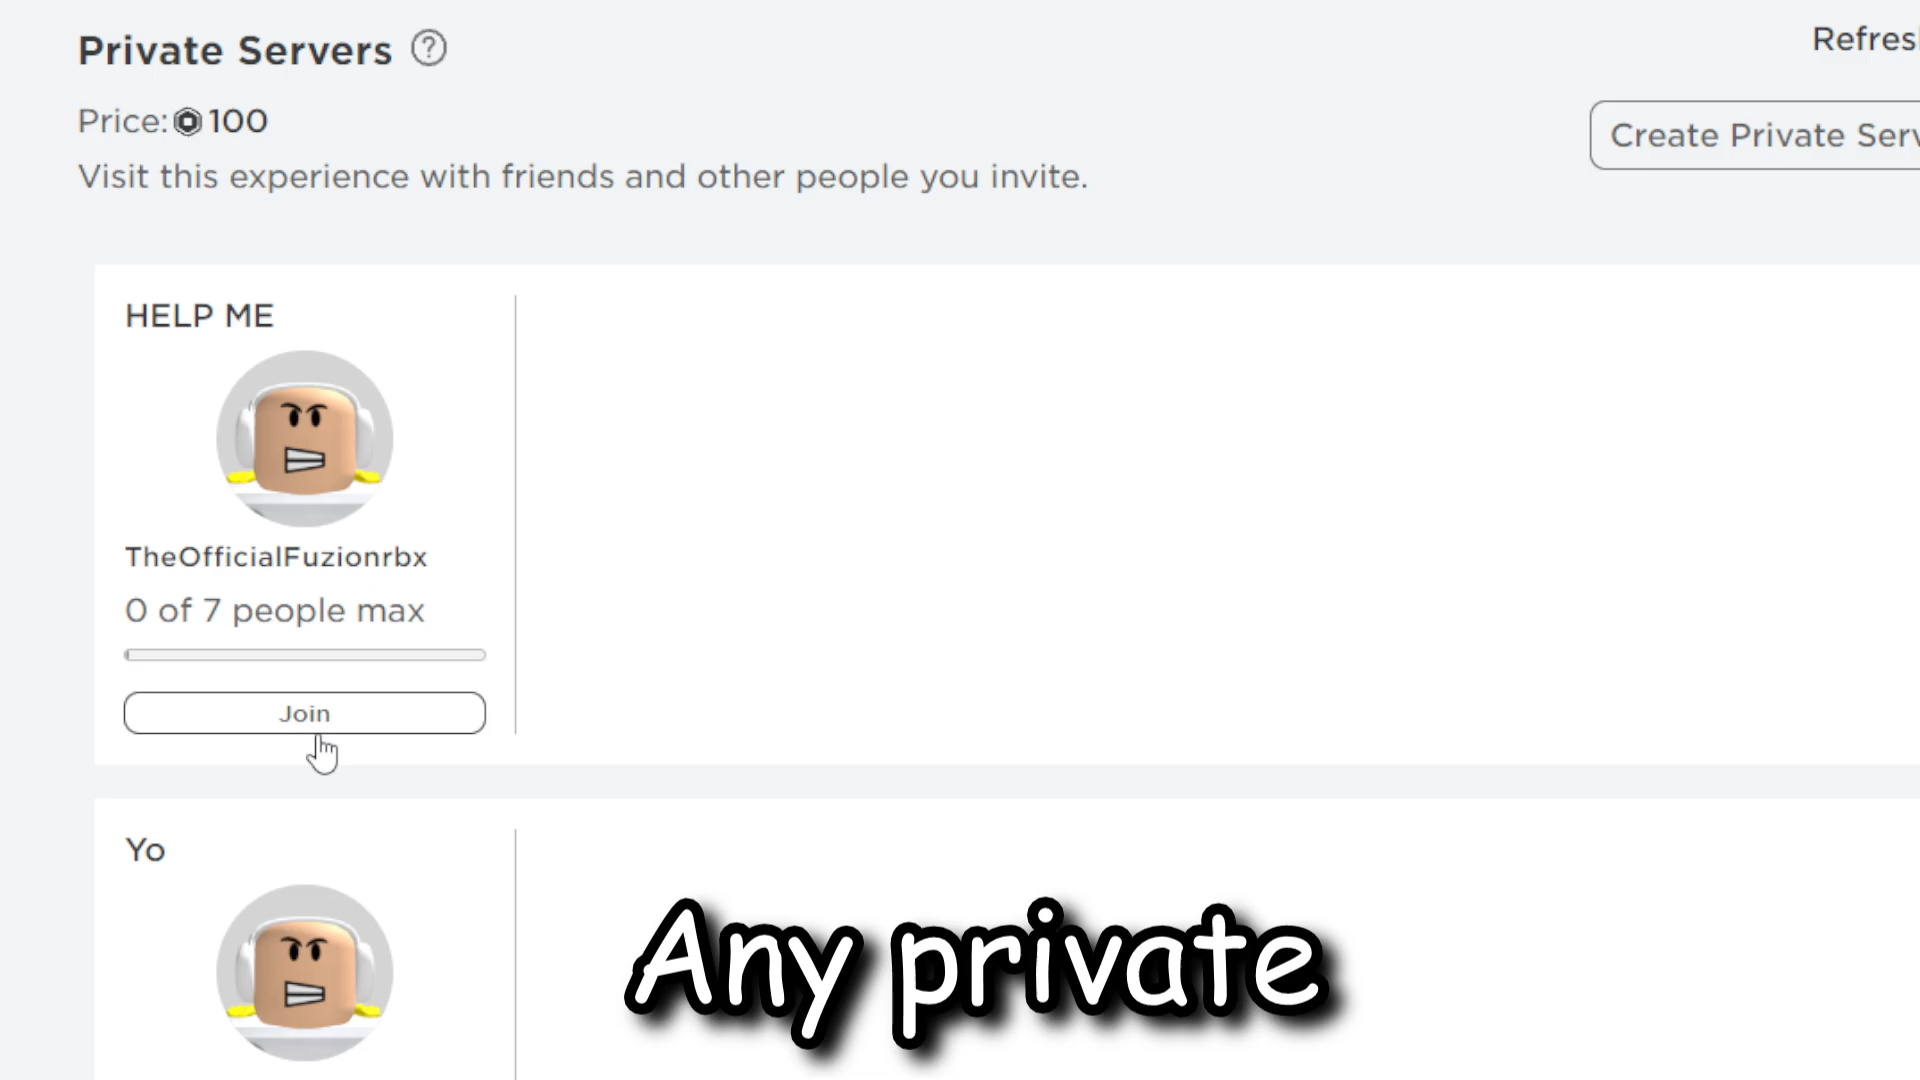 Private Servers ?
Refres
Price: 100
Create Private Serv
Visit this experience with friends and other people you invite.
HELP ME
TheOfficialFuzionrbx
0 of 7 people max
Join
Yo
Any private